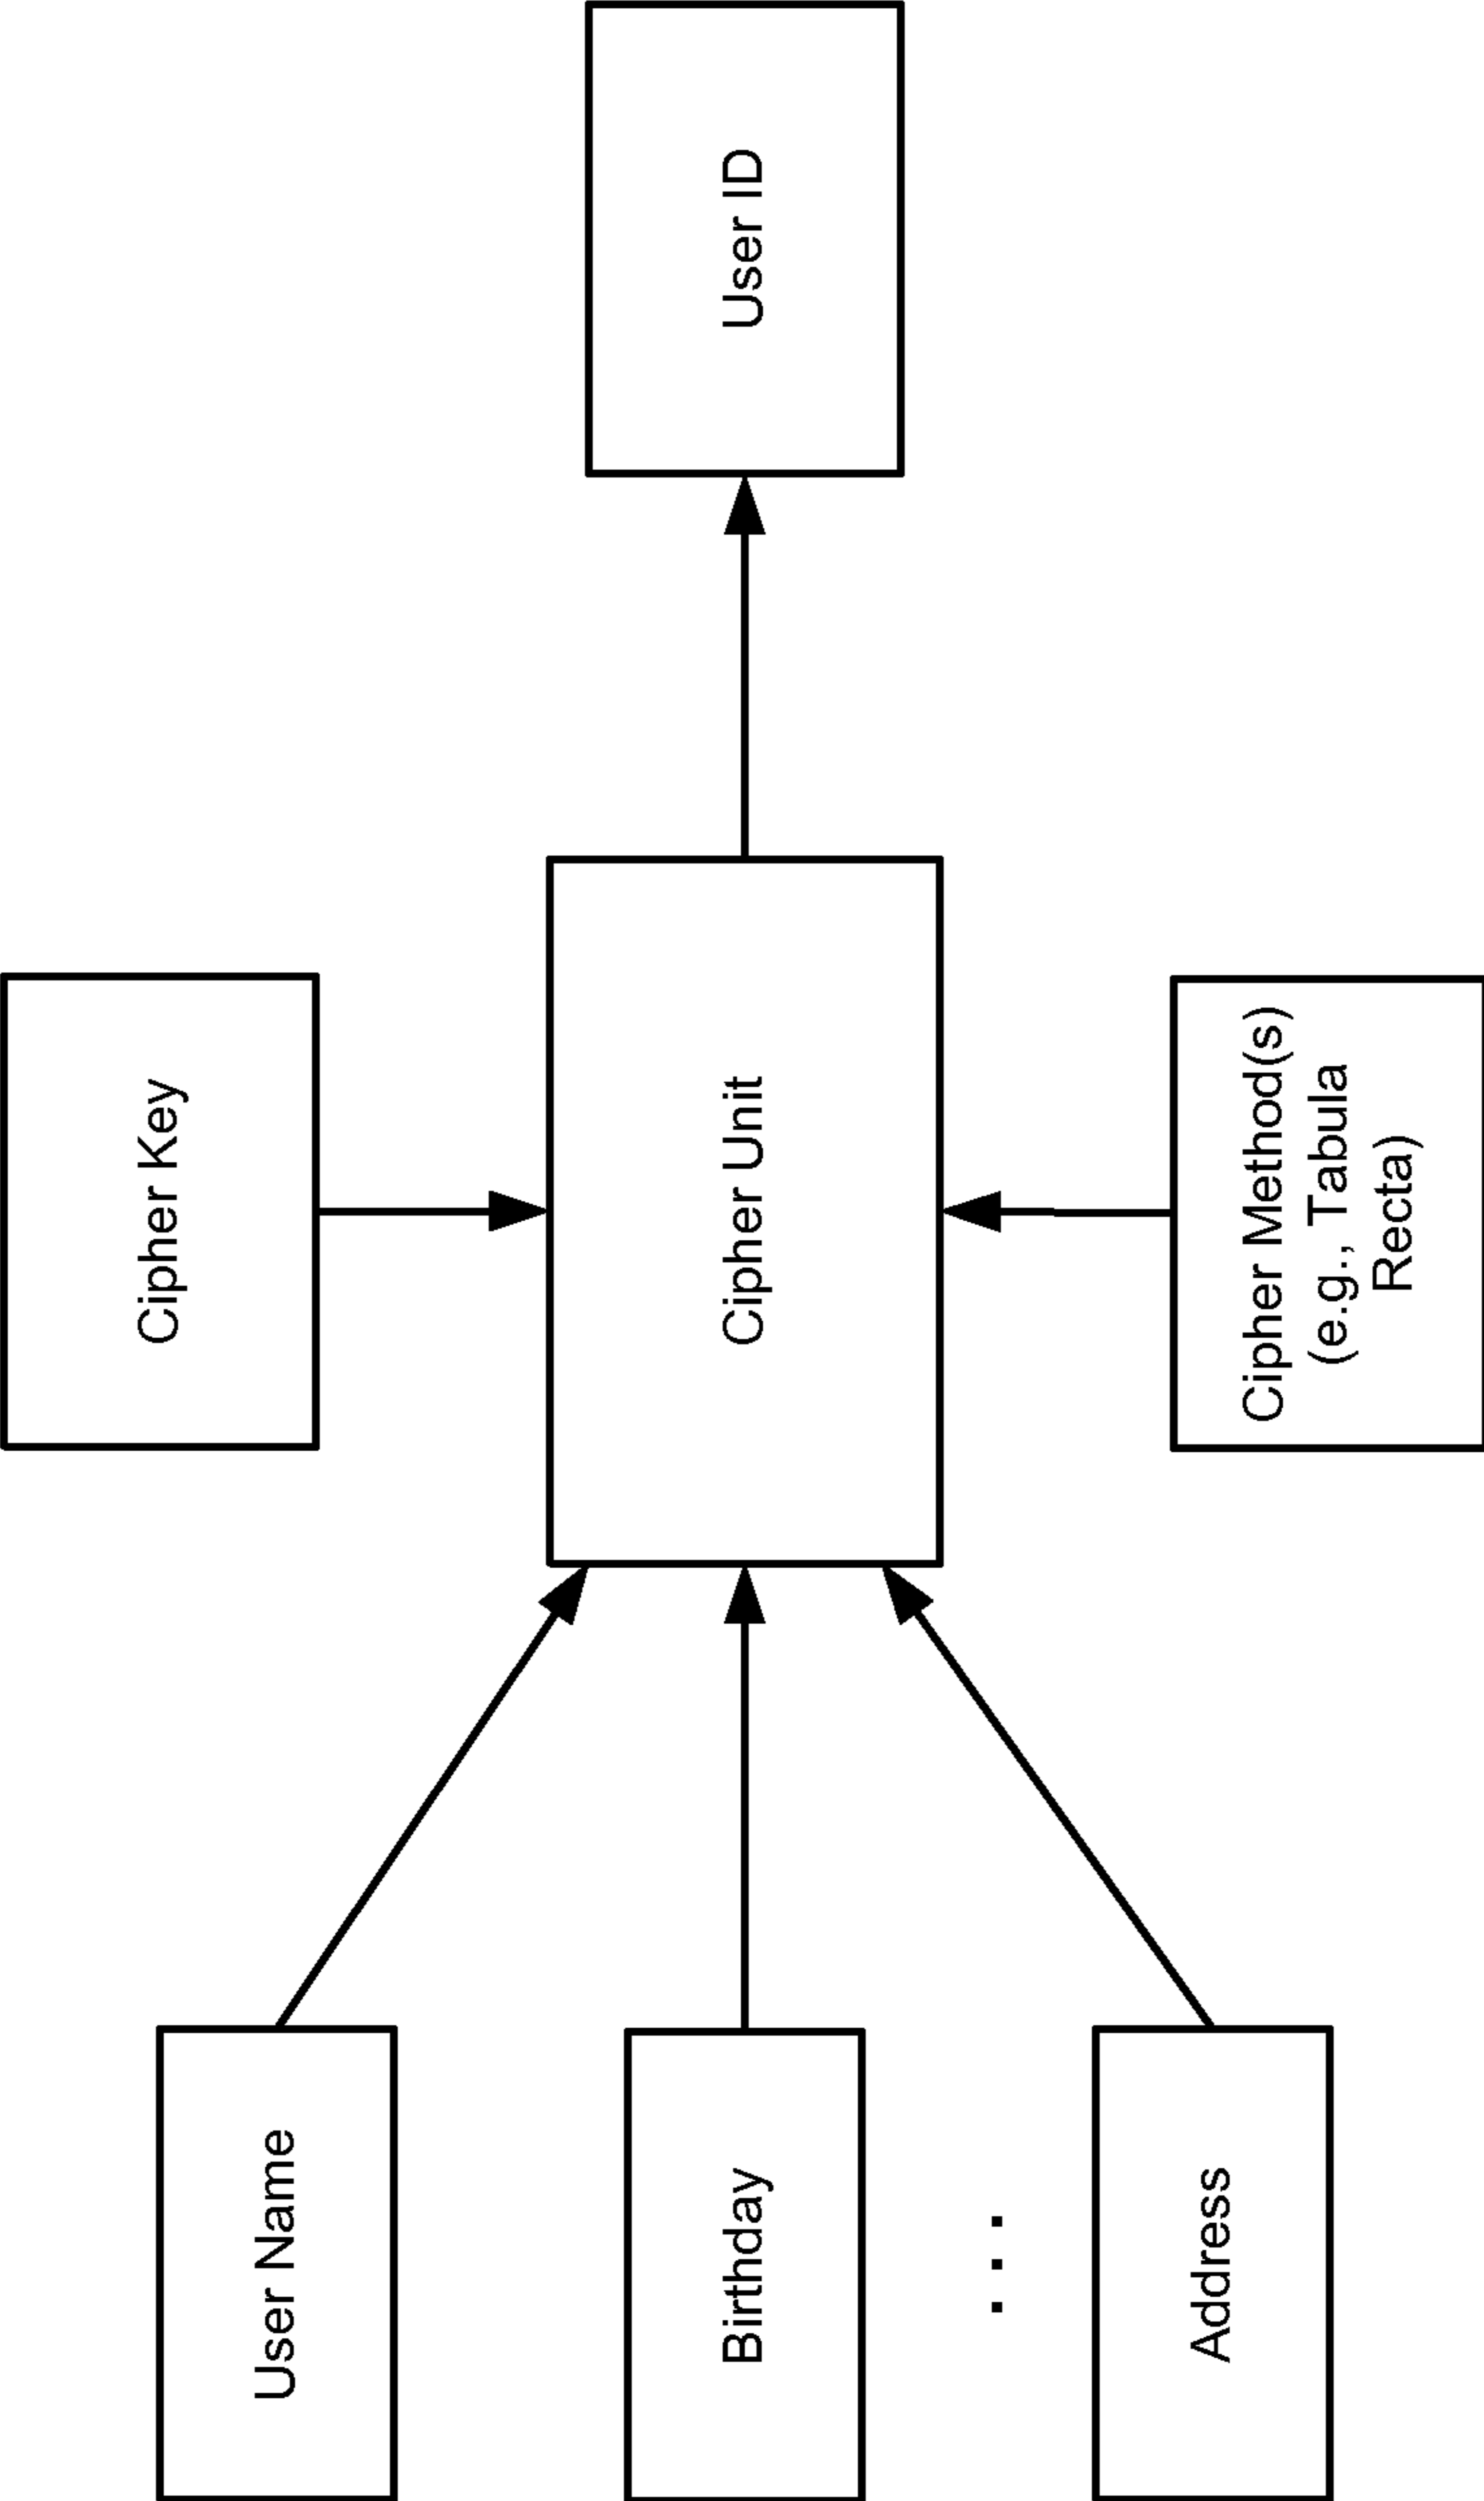 User Name
Birthday
...
Address
Cipher Key
Cipher Unit
Cipher Method(s)
(e.g., Tabula
Recta)
User ID